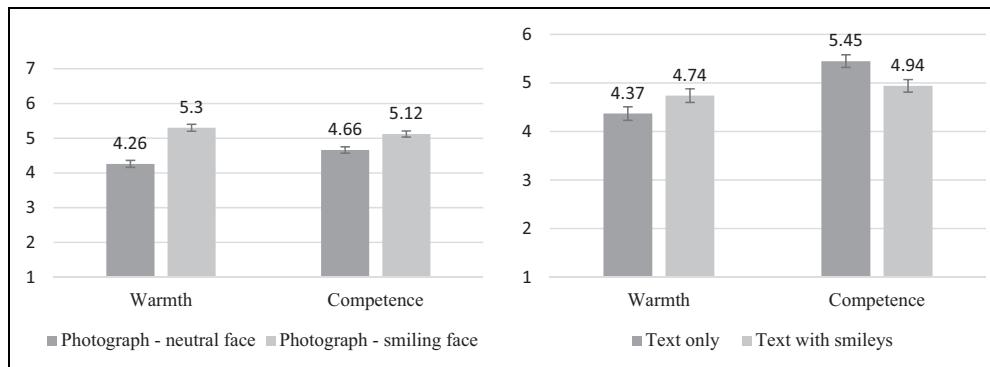 7
6
5
4
3
2
1
4.26
5.3
4.66
5.12
Warmth
Competence
Photograph - neutral face
Photograph - smiling face
6
5
4
3
2
1
4.37
4.74
5.45
4.94
Warmth
Competence
Text only
Text with smileys